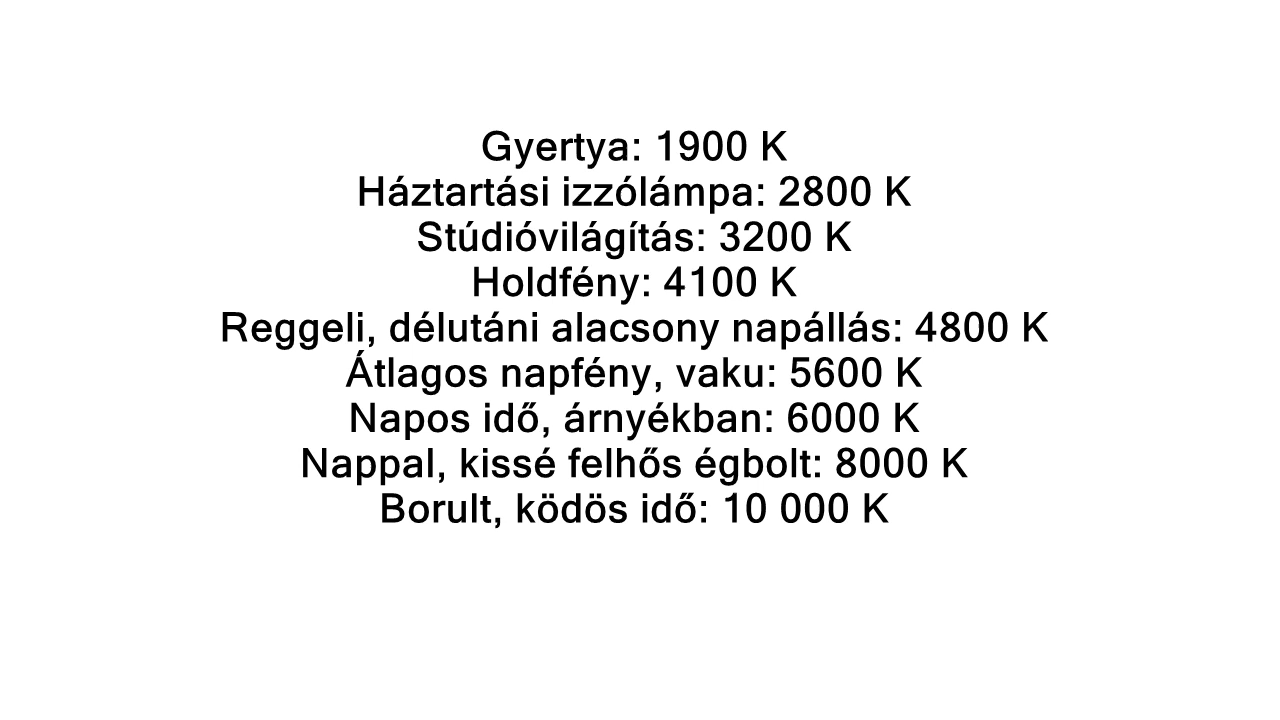 Gyertya: 1900 K
Háztartási izzólámpa: 2800 K
Stúdióvilágítás: 3200 K
Holdfény: 4100 K
Reggeli, délutáni alacsony napállás: 4800 K
Átlagos napfény, vaku: 5600 K
Napos idő, árnyékban: 6000 K
Nappal, kissé felhős égbolt: 8000 K
Borult, ködös idő: 10 000 K